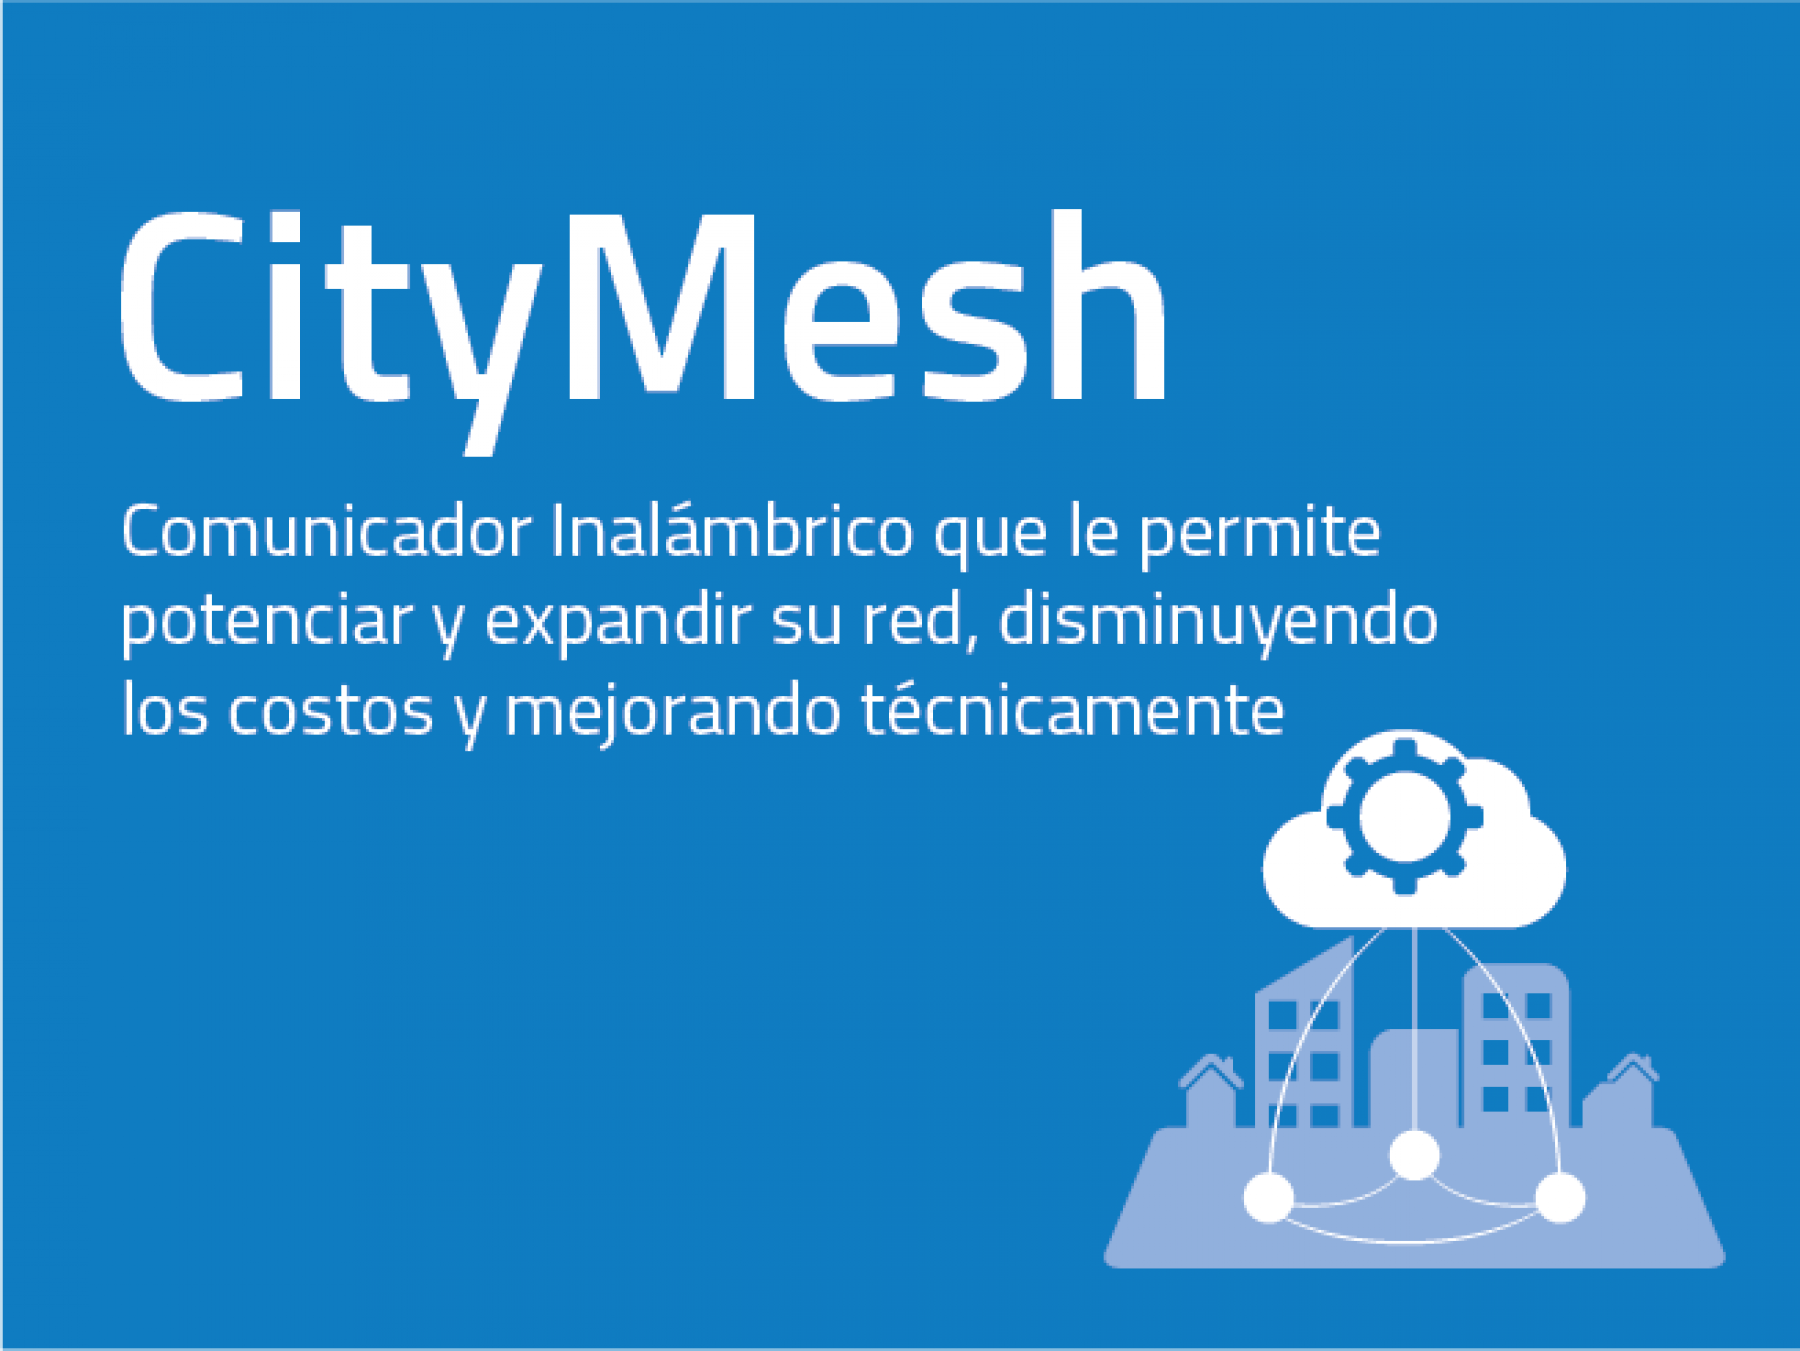 CityMesh
Comunicador Inalámbrico que le permite
potenciar y expandir su red, disminuyendo
los costos y mejorando técnicamente